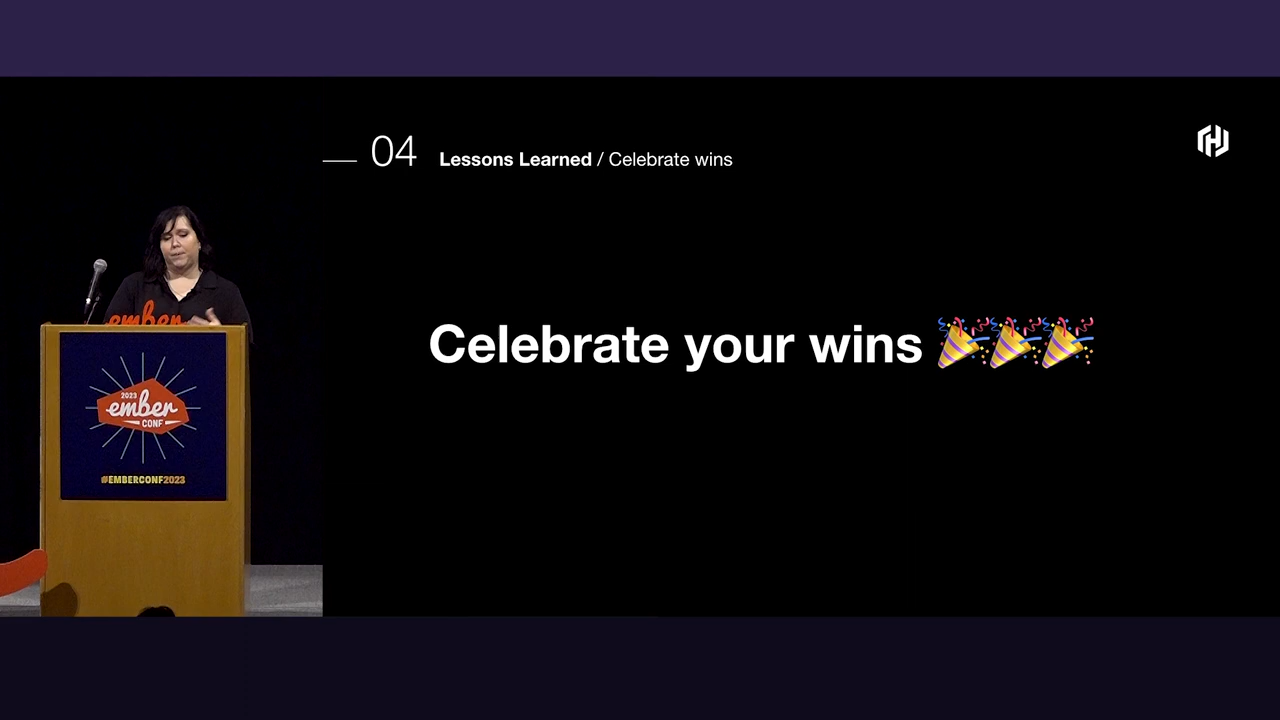 04 Lessons Learned / Celebrate wins
Celebrate your wins 🎉🎉🎉
ember
2023
ember
CONF
#EMBERCONF2023